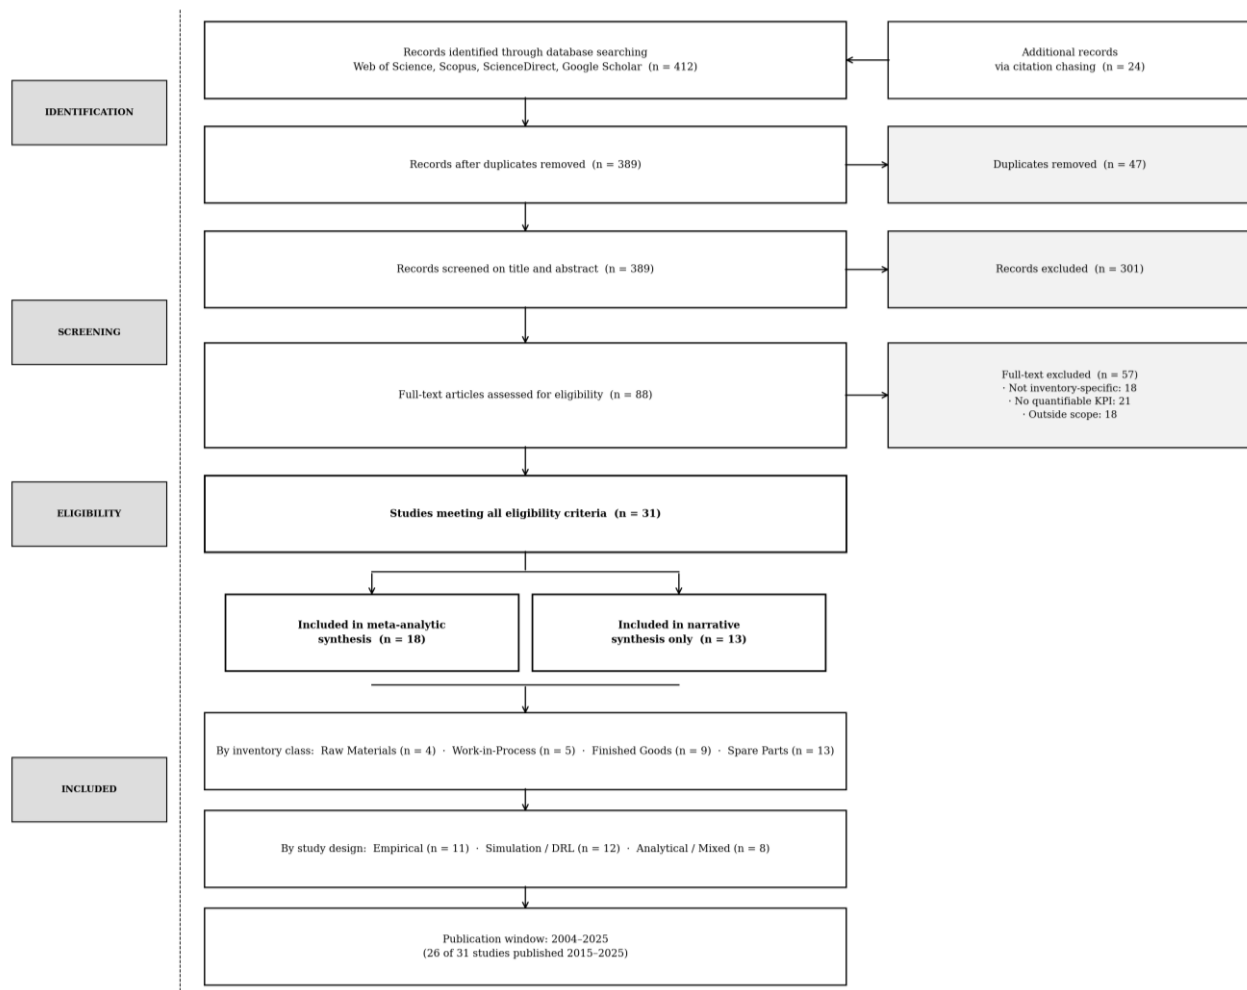 Records identified through database searching
Web of Science, Scopus, ScienceDirect, Google Scholar (n = 412)
Additional records
via citation chasing (n = 24)
IDENTIFICATION
Records after duplicates removed (n = 389)
Duplicates removed (n = 47)
Records screened on title and abstract (n = 389)
Records excluded (n = 301)
SCREENING
Full-text articles assessed for eligibility (n = 88)
Full-text excluded (n = 57)
· Not inventory-specific: 18
· No quantifiable KPI: 21
· Outside scope: 18
ELIGIBILITY
Studies meeting all eligibility criteria (n = 31)
Included in meta-analytic
synthesis (n = 18)
Included in narrative
synthesis only (n = 13)
By inventory class: Raw Materials (n = 4) · Work-in-Process (n = 5) · Finished Goods (n = 9) · Spare Parts (n = 13)
INCLUDED
By study design: Empirical (n = 11) · Simulation / DRL (n = 12) · Analytical / Mixed (n = 8)
Publication window: 2004–2025
(26 of 31 studies published 2015–2025)